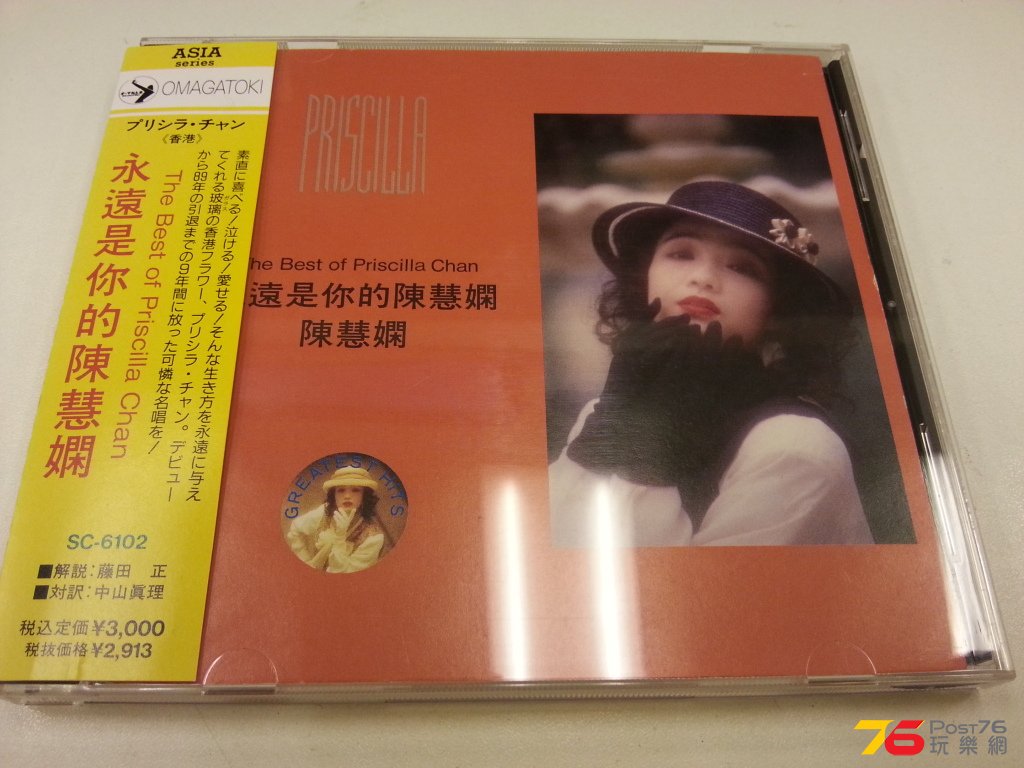 ASIA
series
OMAGATOKI
プリシラ・チャン
《香港》
永遠是你的陳慧嫻
The Best of Priscilla Chan
素直に喜べる!泣ける!愛せる!そんな生き方を永遠に与え
てくれる玻璃の香港フラワー、プリシラ・チャン。デビュー
から89年の引退までの9年間に放った可憐な名唱を!
SC-6102
■解説:藤田 正
■対訳:中山眞理
税込定価¥3,000
税抜価格¥2,913
PRISCILLA
he Best of Priscilla Chan
遠是你的陳慧嫻
陳慧嫻
GREATEST HITS
76 POST76
玩樂網